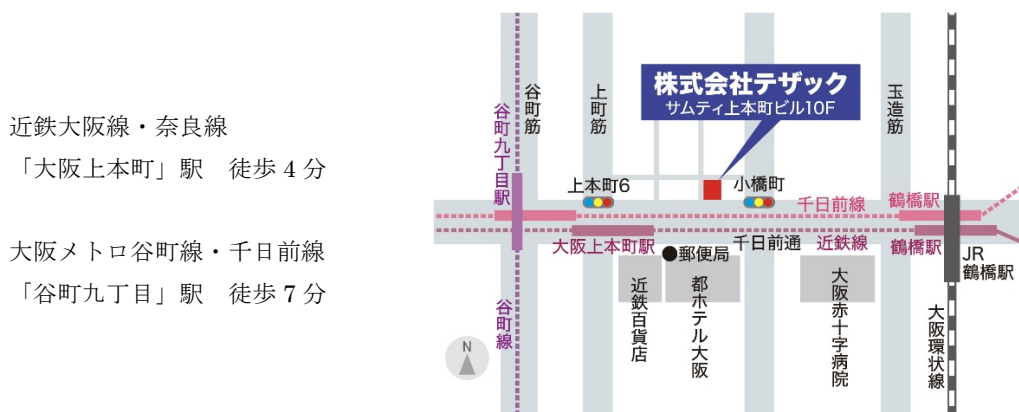 近鉄大阪線・奈良線
「大阪上本町」駅　徒歩 4 分
大阪メトロ谷町線・千日前線
「谷町九丁目」駅　徒歩 7 分
株式会社テザック
サムティ上本町ビル10F
谷町筋
上町筋
玉造筋
谷町九丁目駅
上本町6
小橋町
千日前線
鶴橋駅
大阪上本町駅
千日前通
近鉄線
鶴橋駅
JR
鶴橋駅
●郵便局
近鉄百貨店
都ホテル大阪
大阪赤十字病院
谷町線
大阪環状線
N